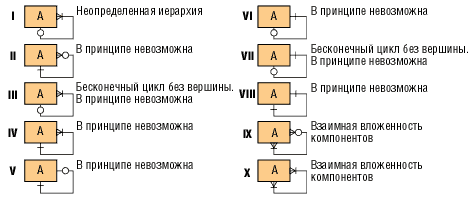 I A Неопределенная иерархия
II A В принципе невозможна
III A Бесконечный цикл без вершины.
В принципе невозможна
IV A В принципе невозможна
V A В принципе невозможна
VI A В принципе невозможна
VII A Бесконечный цикл без вершины.
В принципе невозможна
VIII A В принципе невозможна
IX A Взаимная вложенность
компонентов
X A Взаимная вложенность
компонентов